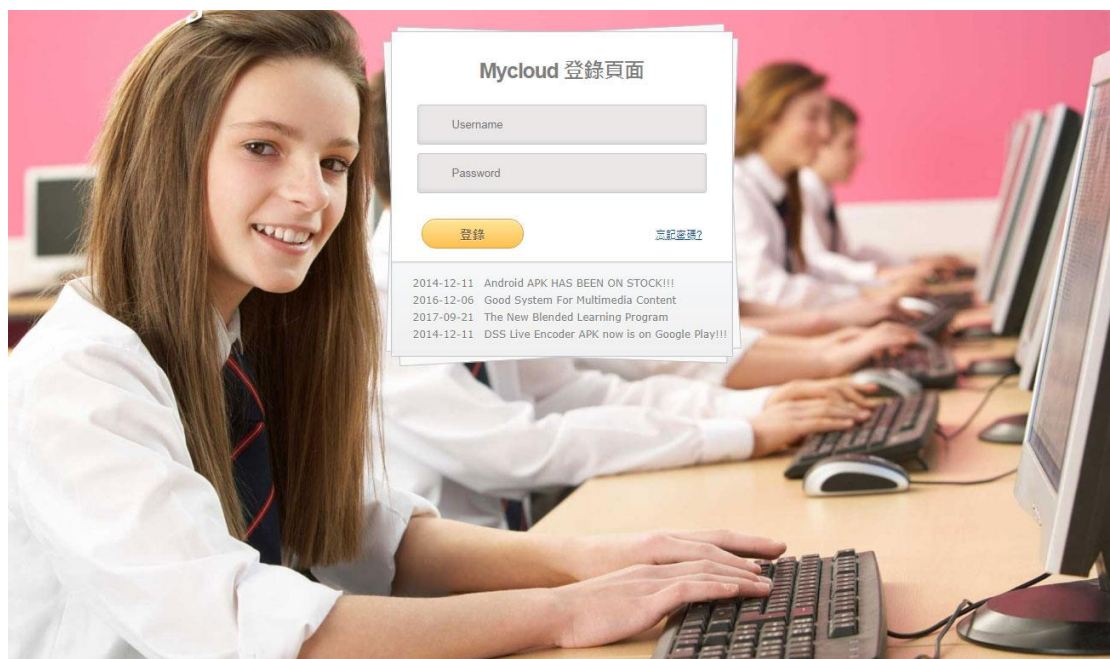 Mycloud 登錄頁面
Username
Password
登錄
忘記密碼?
2014-12-11 Android APK HAS BEEN ON STOCK!!!
2016-12-06 Good System For Multimedia Content
2017-09-21 The New Blended Learning Program
2014-12-11 DSS Live Encoder APK now is on Google Play!!!